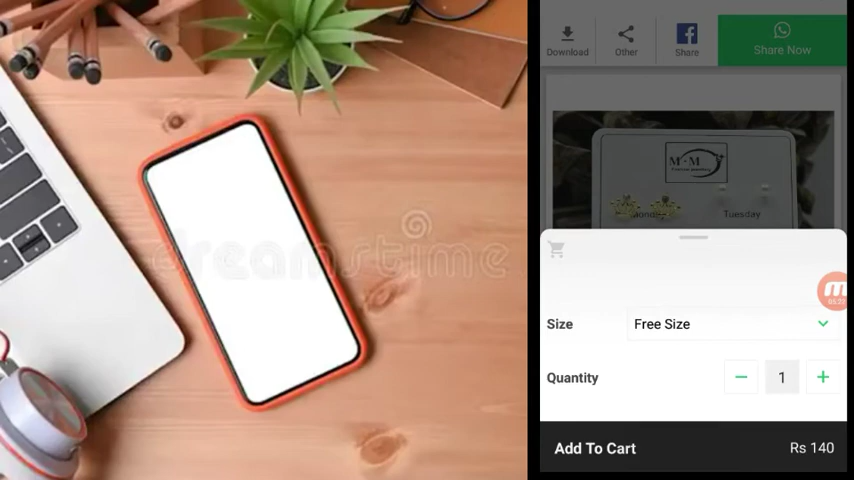 dreamstime
Download
Other
Share
Share Now
M M
Monday
Tuesday
Size
Free Size
Quantity
1
Add To Cart
Rs 140